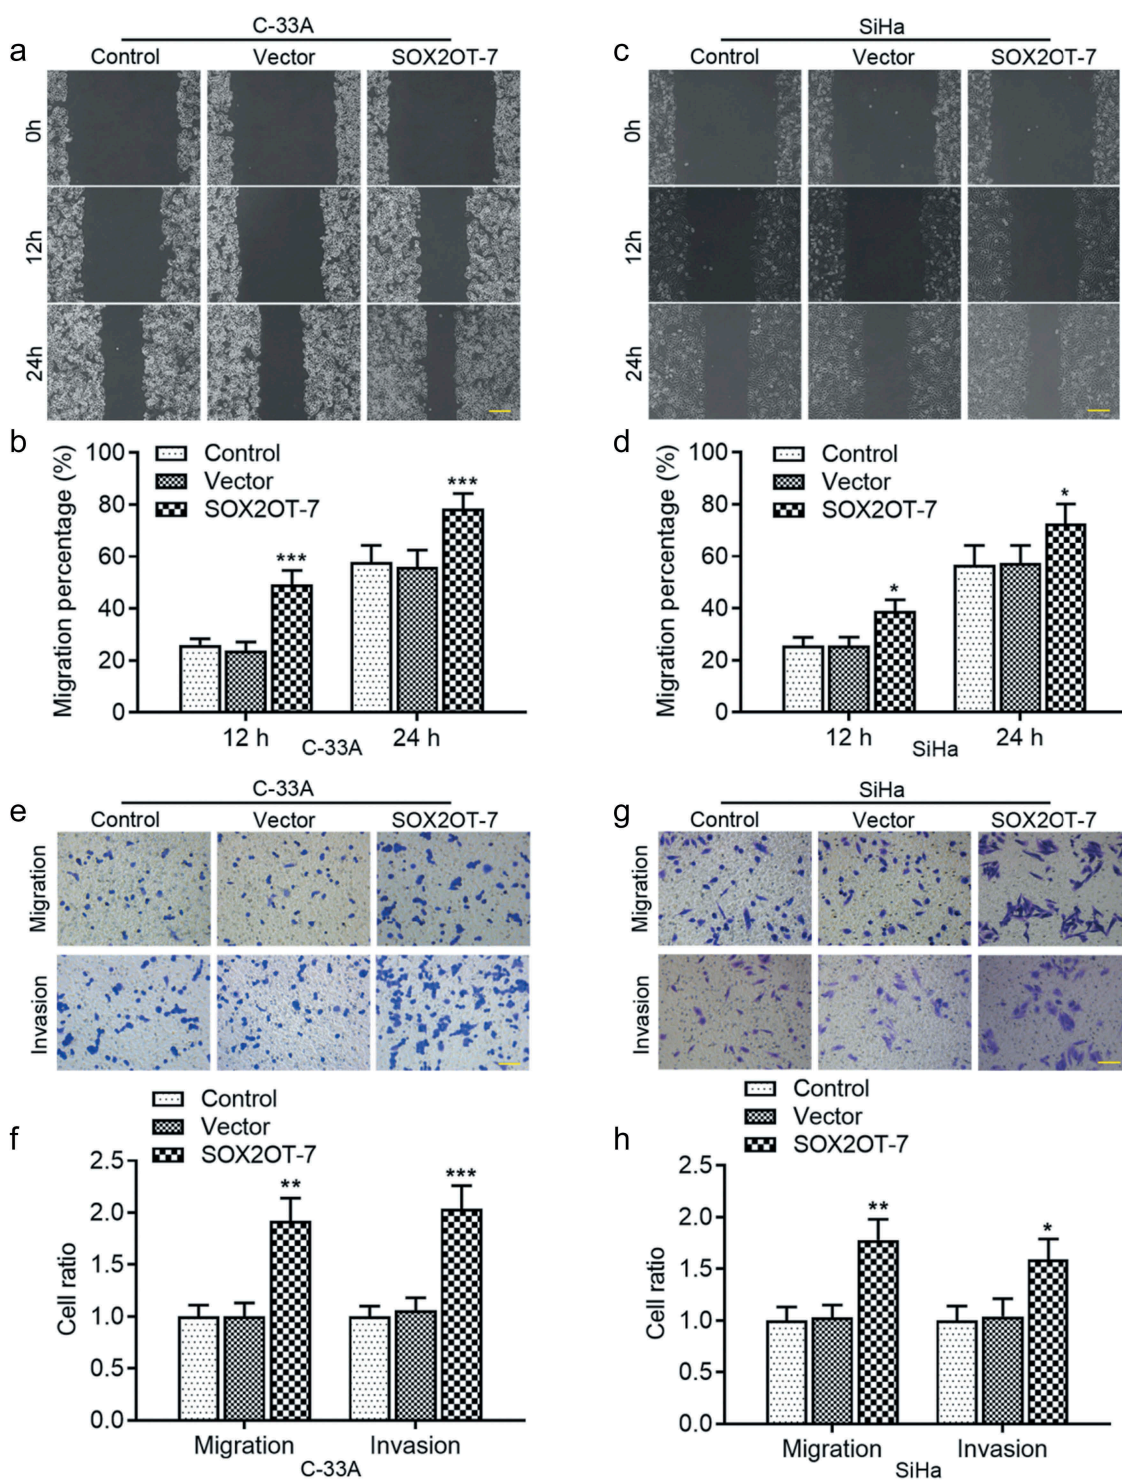 a
C-33A
Control Vector SOX2OT-7
0h
12h
24h
c
SiHa
Control Vector SOX2OT-7
0h
12h
24h
b
Migration percentage (%)
100
80
60
40
20
0
Control
Vector
SOX2OT-7
***
***
12 h 24 h
C-33A
d
Migration percentage (%)
100
80
60
40
20
0
Control
Vector
SOX2OT-7
*
*
12 h 24 h
SiHa
e
C-33A
Control Vector SOX2OT-7
Migration
Invasion
g
SiHa
Control Vector SOX2OT-7
Migration
Invasion
f
Control
Vector
SOX2OT-7
Cell ratio
2.5
2.0
1.5
1.0
0.5
0.0
**
***
Migration Invasion
C-33A
h
Control
Vector
SOX2OT-7
Cell ratio
2.5
2.0
1.5
1.0
0.5
0.0
**
*
Migration Invasion
SiHa